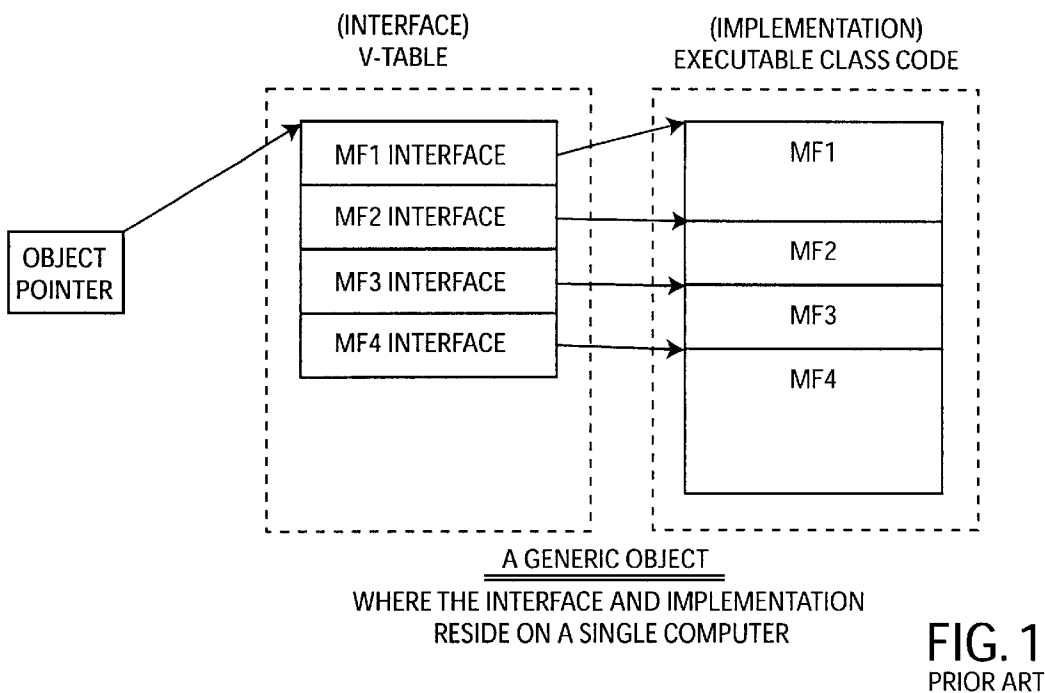 (INTERFACE)
V-TABLE
(IMPLEMENTATION)
EXECUTABLE CLASS CODE
OBJECT
POINTER
MF1 INTERFACE
MF2 INTERFACE
MF3 INTERFACE
MF4 INTERFACE
MF1
MF2
MF3
MF4
A GENERIC OBJECT
WHERE THE INTERFACE AND IMPLEMENTATION
RESIDE ON A SINGLE COMPUTER
FIG. 1
PRIOR ART